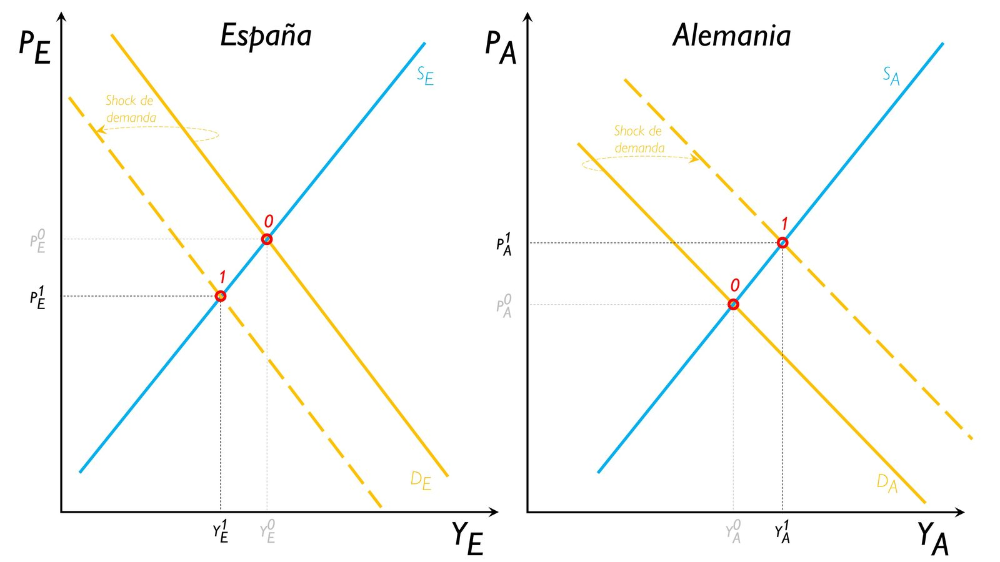 España
P_E
S_E
Shock de
demanda
0
P_E^0
1
P_E^1
D_E
Y_E^1
Y_E^0
Y_E
Alemania
P_A
S_A
Shock de
demanda
1
P_A^1
0
P_A^0
D_A
Y_A^0
Y_A^1
Y_A